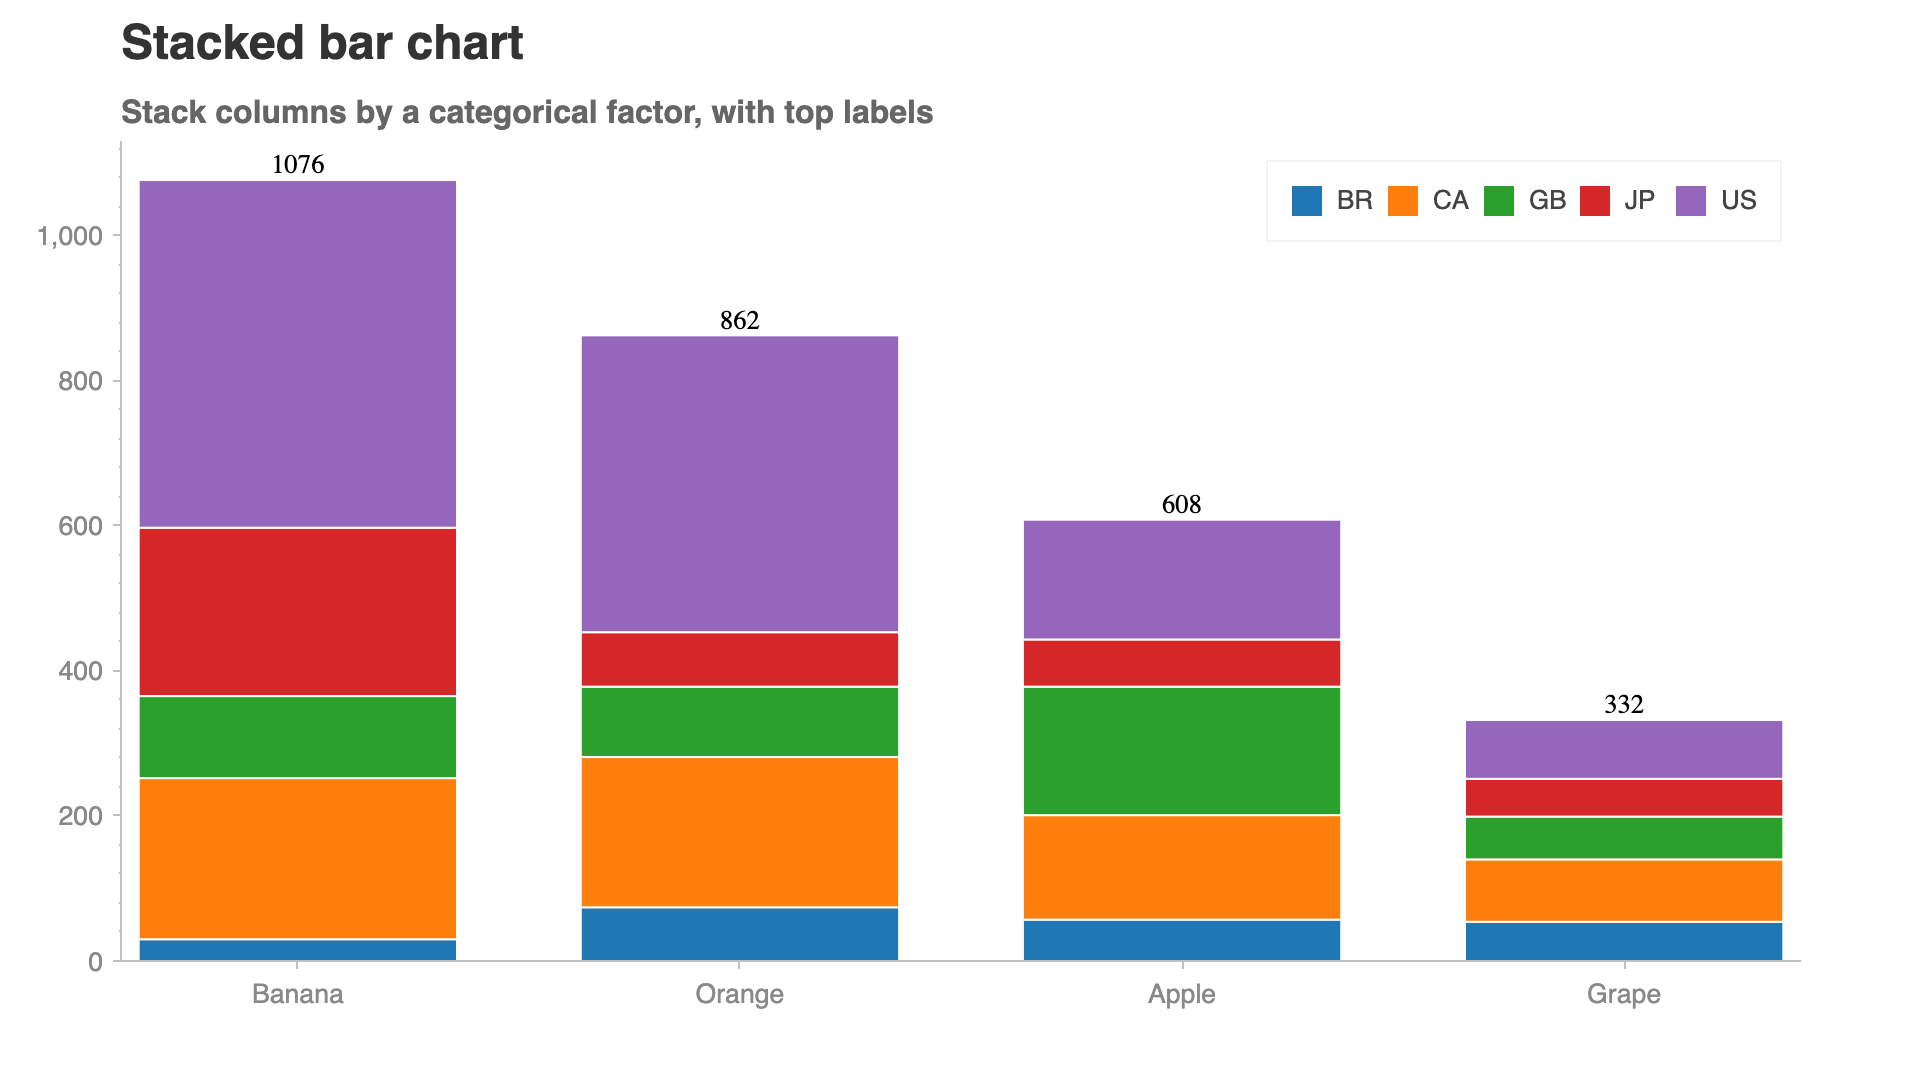 Stacked bar chart
Stack columns by a categorical factor, with top labels
1076
BR CA GB JP US
1,000
862
800
608
600
400
332
200
0
Banana Orange Apple Grape